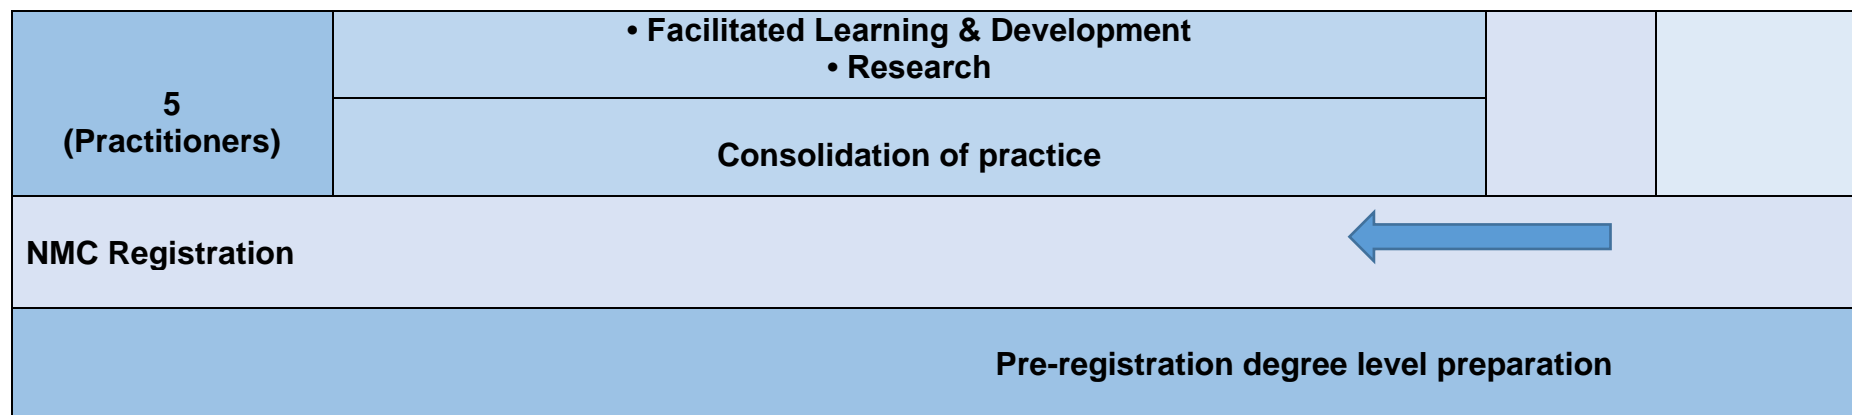 • Facilitated Learning & Development
• Research
5
(Practitioners)
Consolidation of practice
NMC Registration
Pre-registration degree level preparation